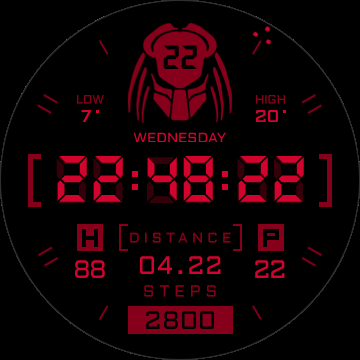 22
LOW
7°
HIGH
20°
WEDNESDAY
[22:48:22]
H [DISTANCE] P
88 04.22 22
STEPS
2800